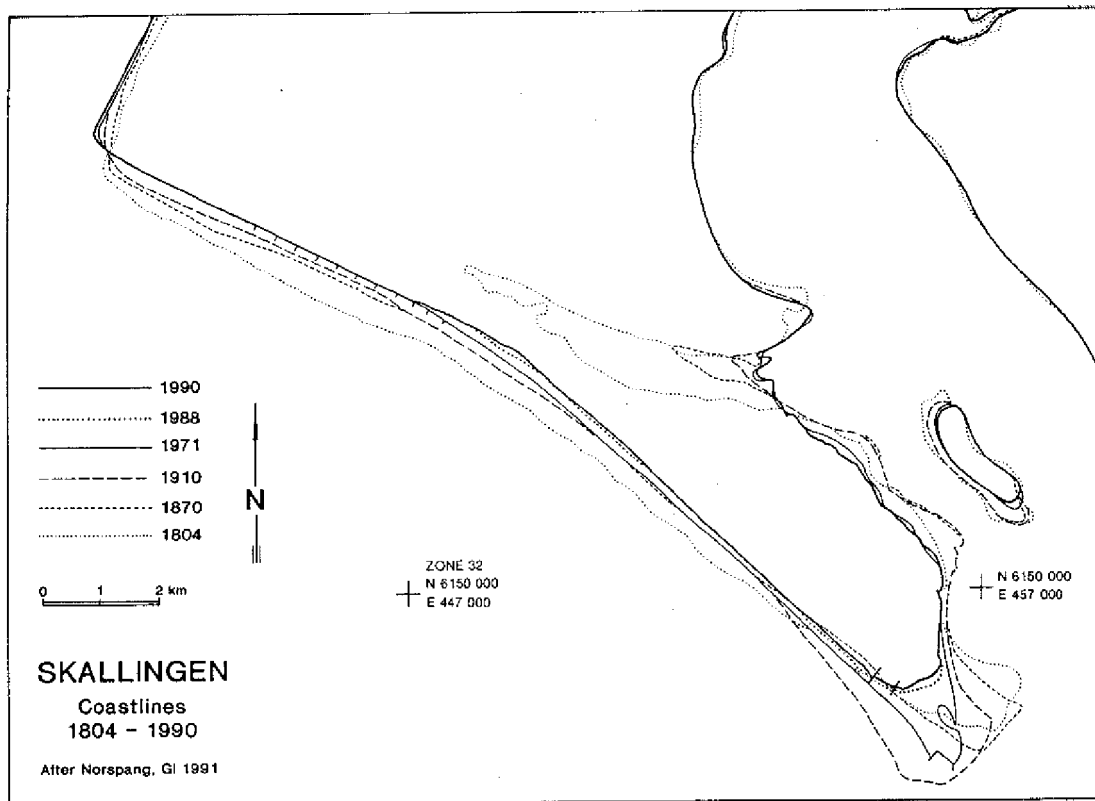 1990
1988
1971
1910
1870
1804
N
0 1 2 km
ZONE 32
N 6150 000
E 447 000
N 6150 000
E 457 000
SKALLINGEN
Coastlines
1804 - 1990
After Norspang, GI 1991